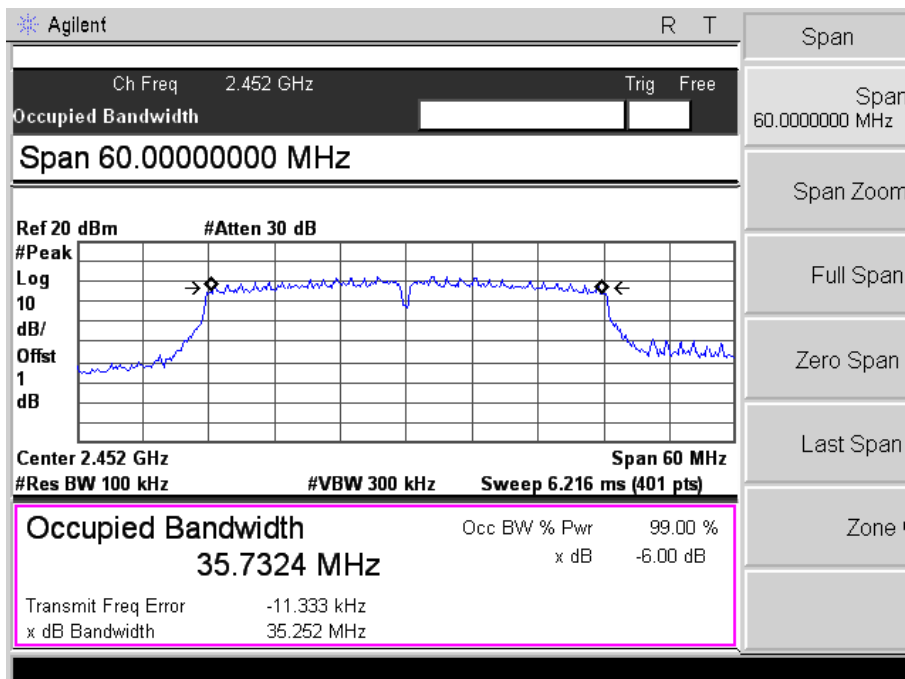 Agilent R T
Ch Freq 2.452 GHz Trig Free
Occupied Bandwidth
Span 60.00000000 MHz
Ref 20 dBm #Atten 30 dB
#Peak
Log
10
dB/
Offst
1
dB
Center 2.452 GHz Span 60 MHz
#Res BW 100 kHz #VBW 300 kHz Sweep 6.216 ms (401 pts)
Occupied Bandwidth
35.7324 MHz
Occ BW % Pwr 99.00 %
x dB -6.00 dB
Transmit Freq Error -11.333 kHz
x dB Bandwidth 35.252 MHz
Span
Span
60.0000000 MHz
Span Zoom
Full Span
Zero Span
Last Span
Zone